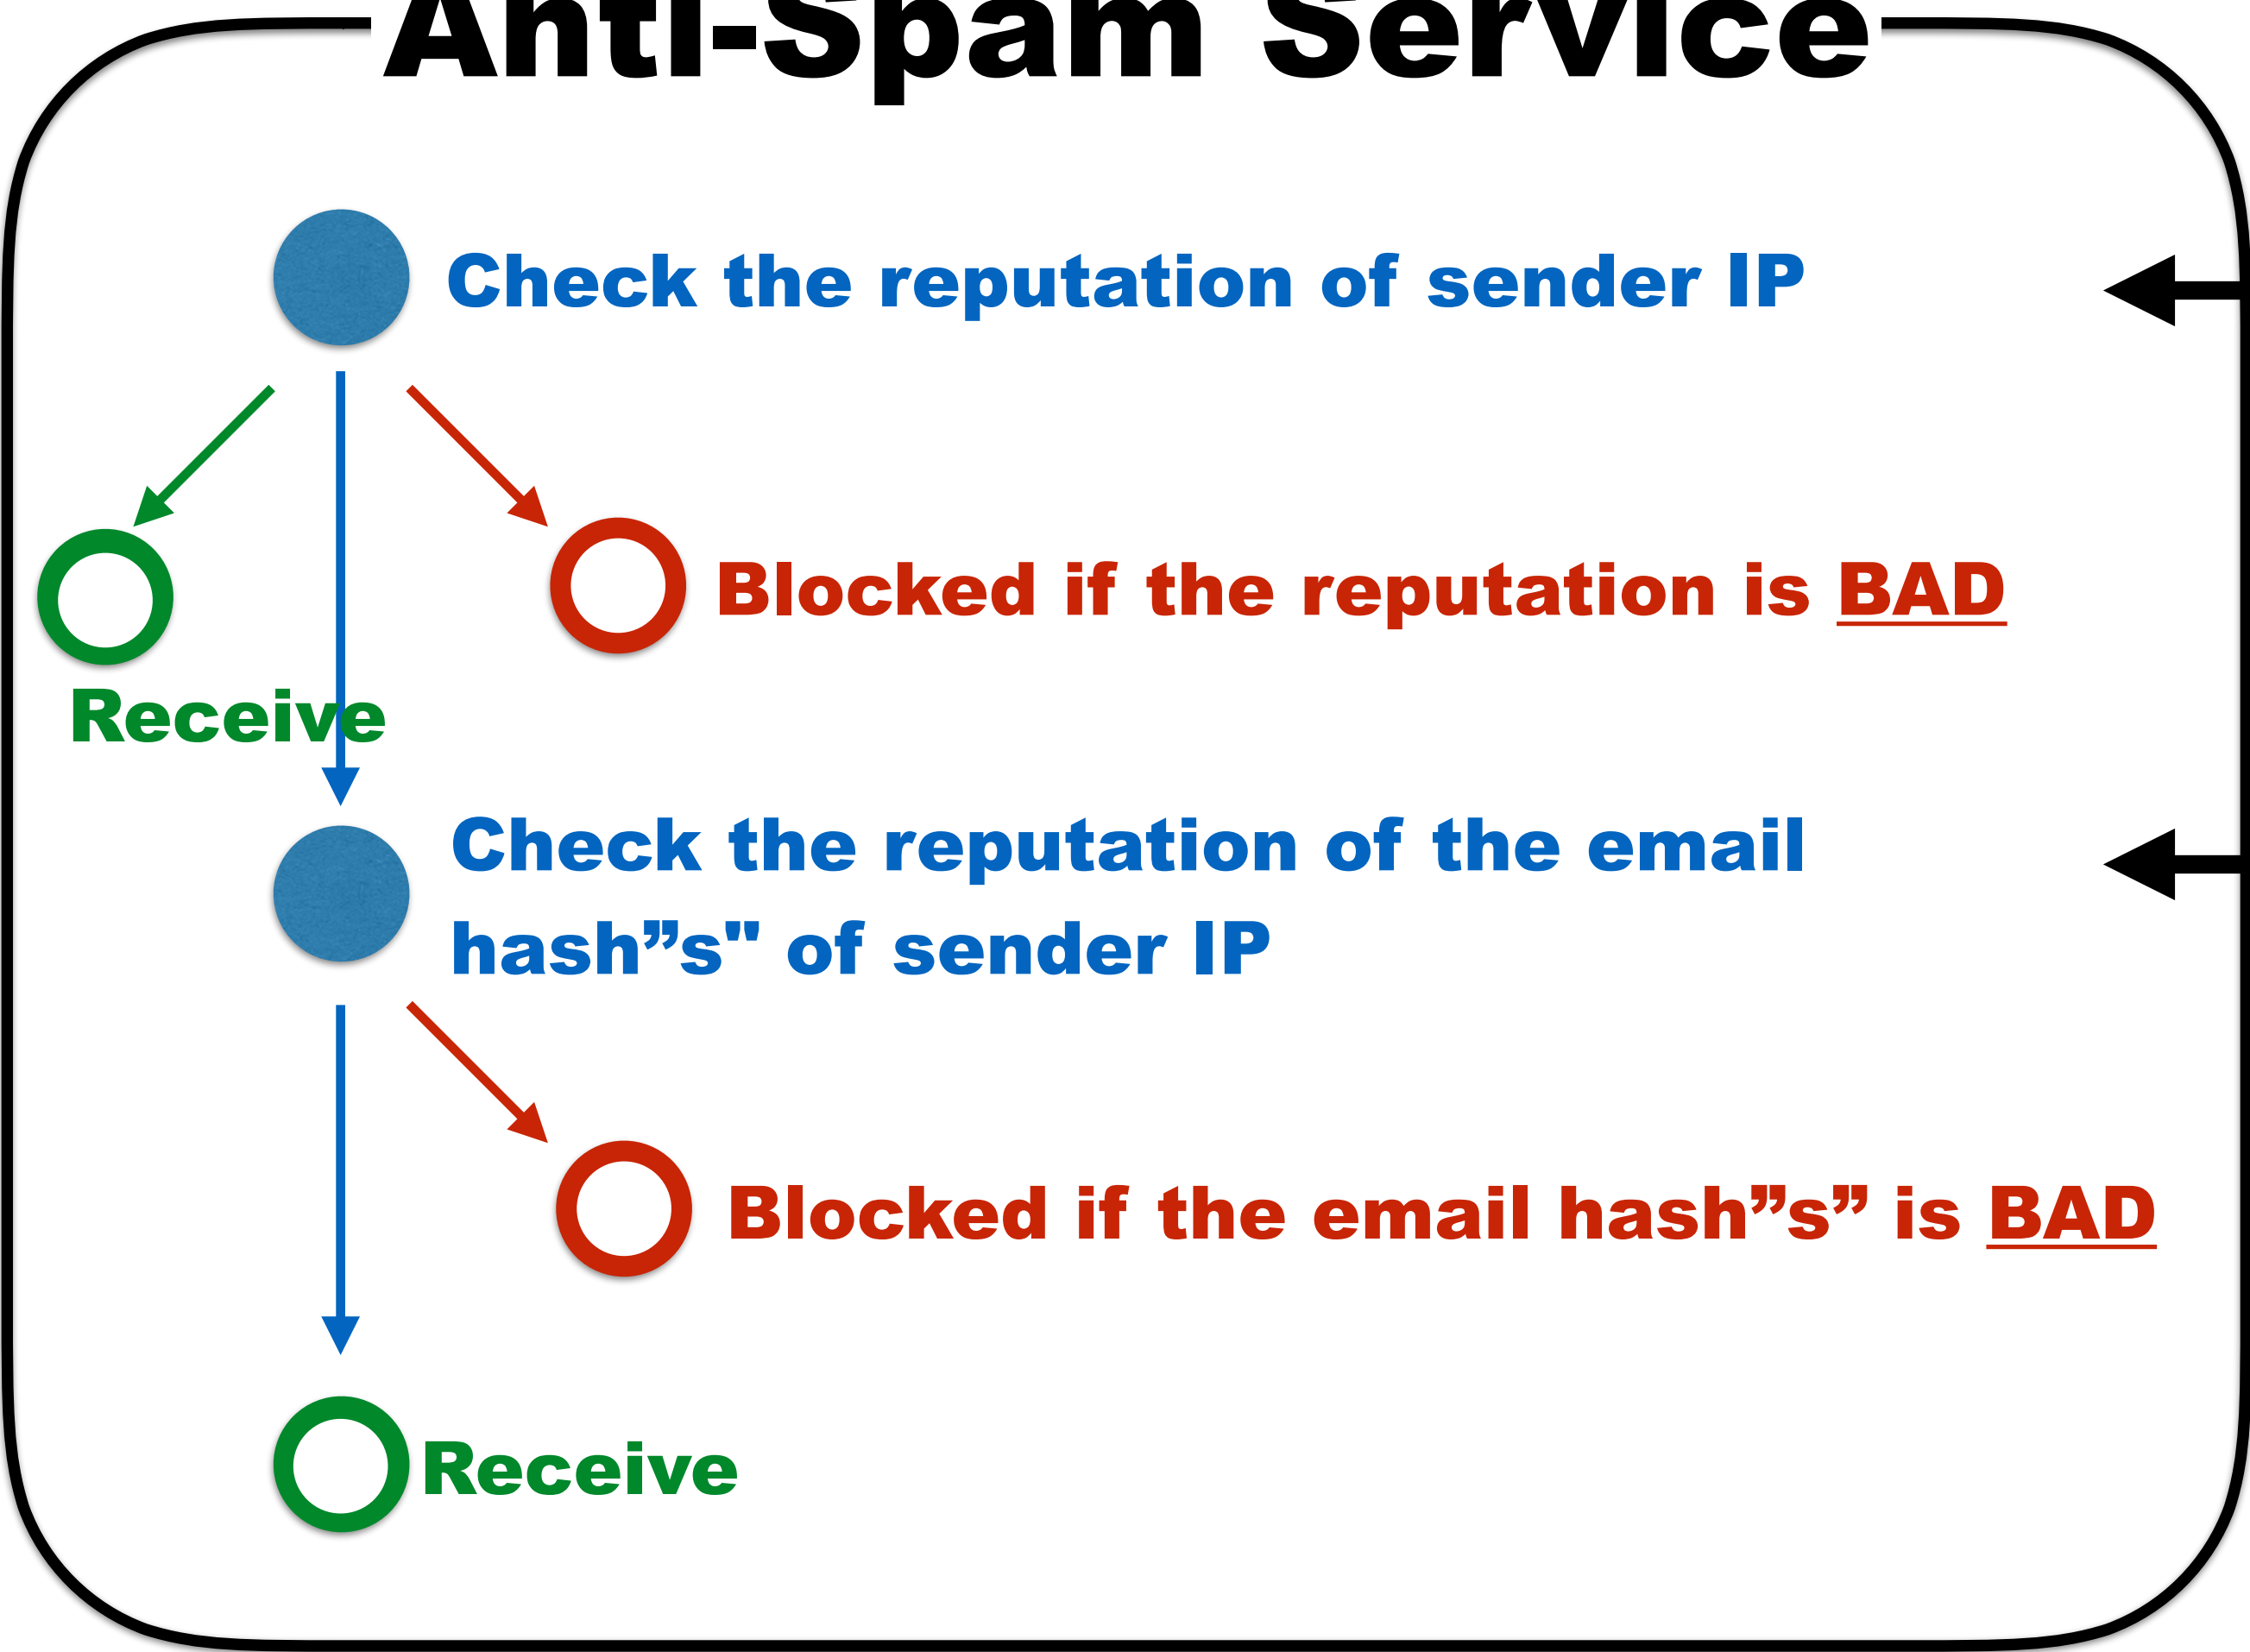 Anti-Spam Service
Check the reputation of sender IP
Blocked if the reputation is BAD
Receive
Check the reputation of the email
hash”s" of sender IP
Blocked if the email hash”s” is BAD
Receive